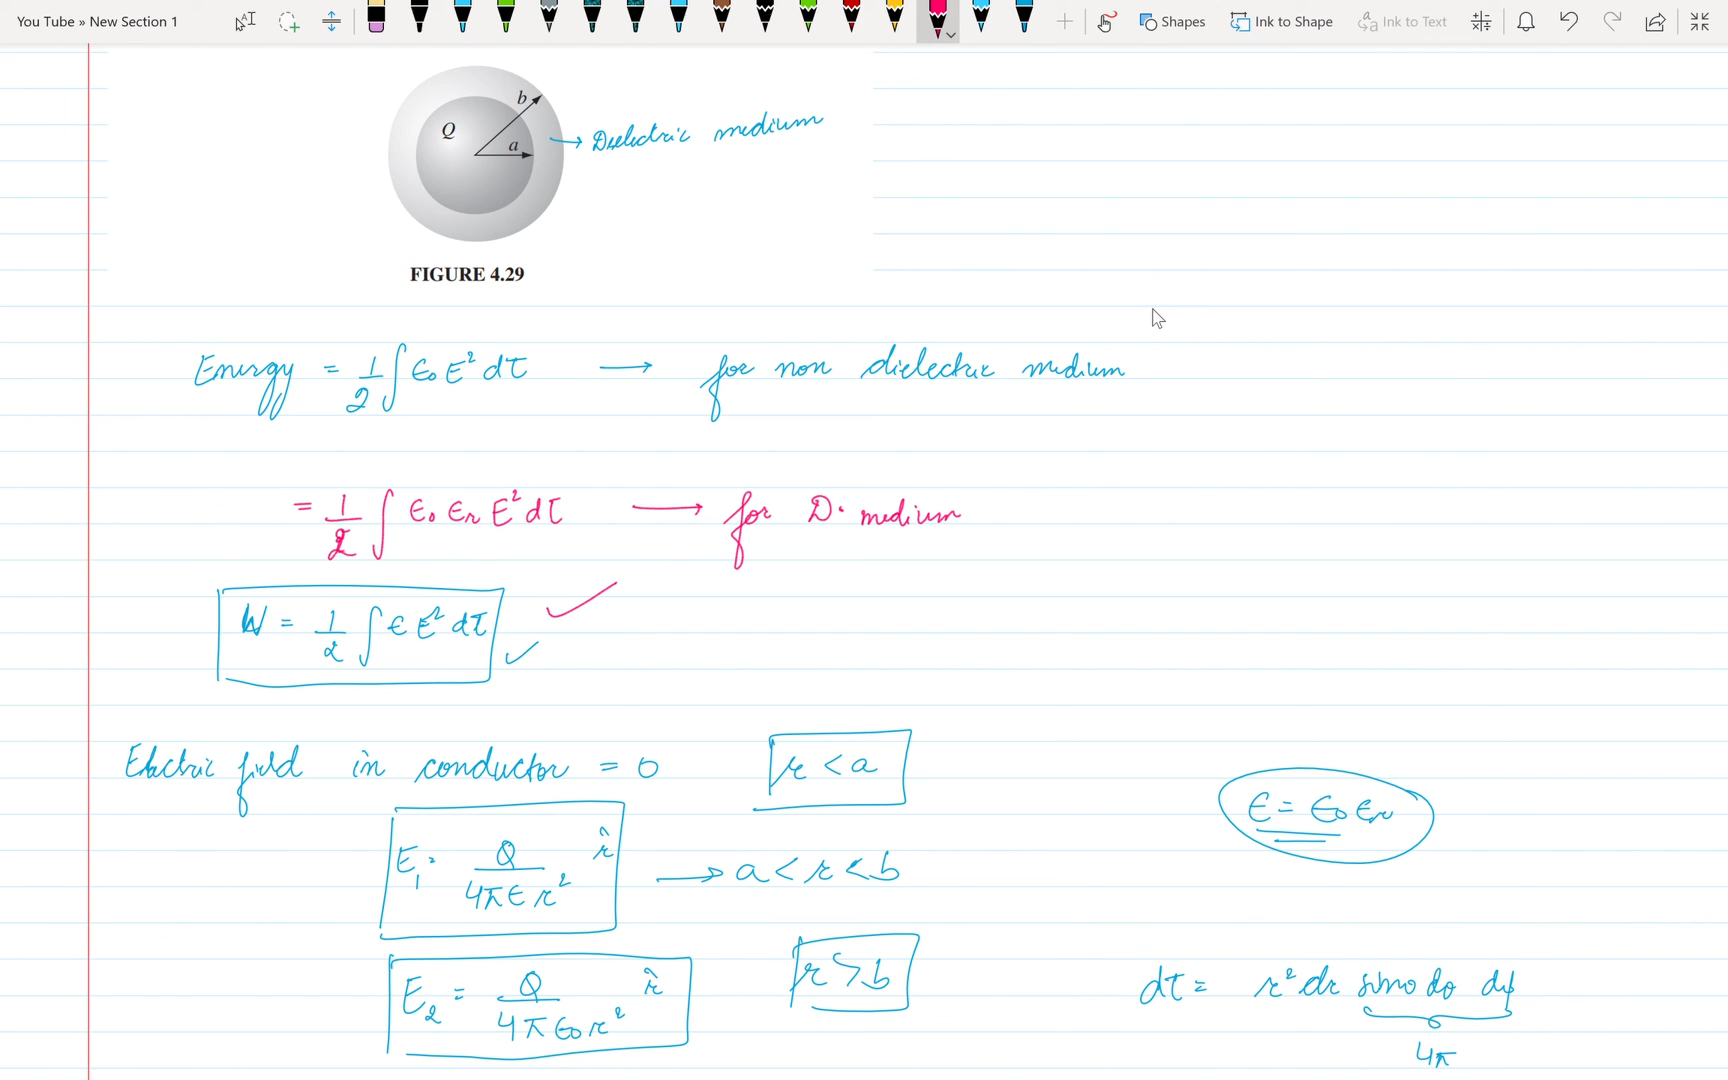 You Tube » New Section 1
Shapes
Ink to Shape
Ink to Text
b
Q
a
→ Dielectric medium
FIGURE 4.29
Energy = 1/2 ∫ ϵ₀ E² dτ → for non dielectric medium
= 1/2 ∫ ϵ₀ ϵr E² dτ → for D. medium
W = 1/2 ∫ ϵ E² dτ
Electric field in conductor = 0 r < a
ϵ = ϵ₀ ϵr
E₁ = Q/4πϵr² r̂ → a < r < b
E₂ = Q/4πϵ₀r² r̂ r > b
dτ = r² dr sinθ dθ dϕ
4π